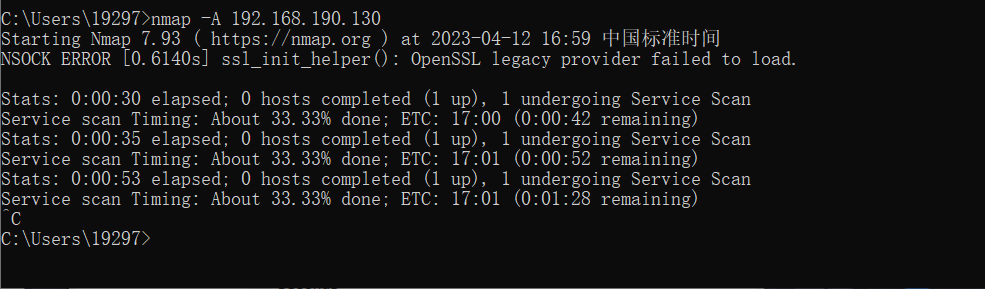 C:\Users\19297>nmap -A 192.168.190.130
Starting Nmap 7.93 ( https://nmap.org ) at 2023-04-12 16:59 中国标准时间
NSOCK ERROR [0.6140s] ssl_init_helper(): OpenSSL legacy provider failed to load.
Stats: 0:00:30 elapsed; 0 hosts completed (1 up), 1 undergoing Service Scan
Service scan Timing: About 33.33% done; ETC: 17:00 (0:00:42 remaining)
Stats: 0:00:35 elapsed; 0 hosts completed (1 up), 1 undergoing Service Scan
Service scan Timing: About 33.33% done; ETC: 17:01 (0:00:52 remaining)
Stats: 0:00:53 elapsed; 0 hosts completed (1 up), 1 undergoing Service Scan
Service scan Timing: About 33.33% done; ETC: 17:01 (0:01:28 remaining)
^C
C:\Users\19297>